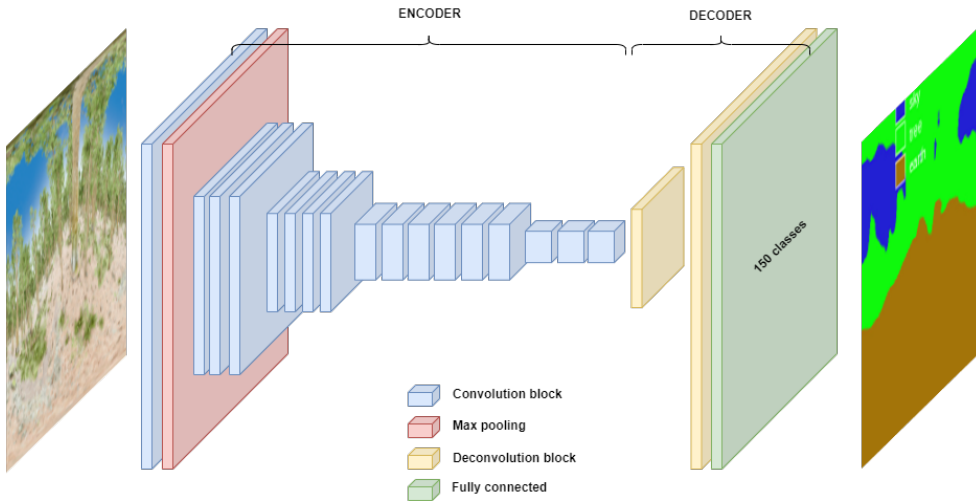 ENCODER
DECODER
sky
tree
earth
150 classes
Convolution block
Max pooling
Deconvolution block
Fully connected